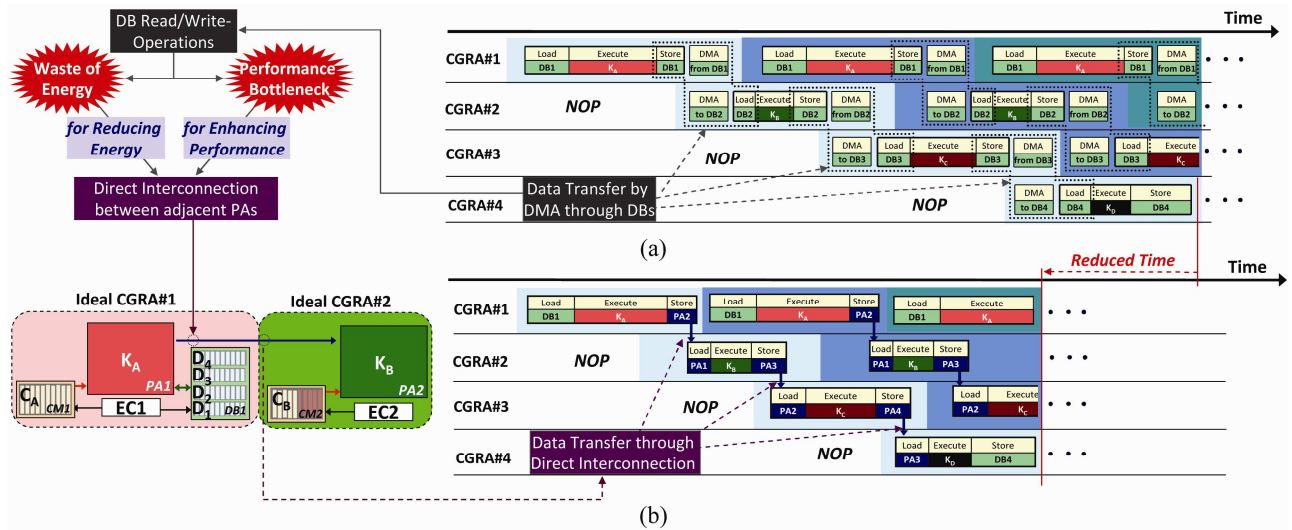 DB Read/Write-
Operations
Waste of
Energy
Performance
Bottleneck
for Reducing
Energy
for Enhancing
Performance
Direct Interconnection
between adjacent PAs
Time
CGRA#1
Load Execute Store DMA Load Execute Store DMA Load Execute Store DMA
DB1 KA DB1 from DB1 DB1 KA DB1 from DB1 DB1 KA DB1 from DB1
• • •
CGRA#2
NOP
DMA Load Execute Store DMA DMA Load Execute Store DMA DMA
to DB2 DB2 KB DB2 from DB2 to DB2 DB2 KB DB2 from DB2 to DB2
• • •
CGRA#3
NOP
DMA Load Execute Store DMA DMA Load Execute
to DB3 DB3 KC DB3 from DB3 to DB3 DB3 KC
• • •
CGRA#4
Data Transfer by
DMA through DBs
NOP
DMA Load Execute Store
to DB4 DB4 KD DB4
• • •
(a)
Reduced Time
Time
Ideal CGRA#1
Ideal CGRA#2
KA
PA1
D4
D3
D2
D1
DB1
CA
CM1
EC1
KB
PA2
CB
CM2
EC2
CGRA#1
Load Execute Store Load Execute Store Load Execute
DB1 KA PA2 DB1 KA PA2 DB1 KA
• • •
CGRA#2
NOP
Load Execute Store Load Execute Store
PA1 KB PA3 PA1 KB PA3
• • •
CGRA#3
NOP
Load Execute Store Load Execute
PA2 KC PA4 PA2 KC
• • •
CGRA#4
Data Transfer through
Direct Interconnection
NOP
Load Execute Store
PA3 KD DB4
• • •
(b)